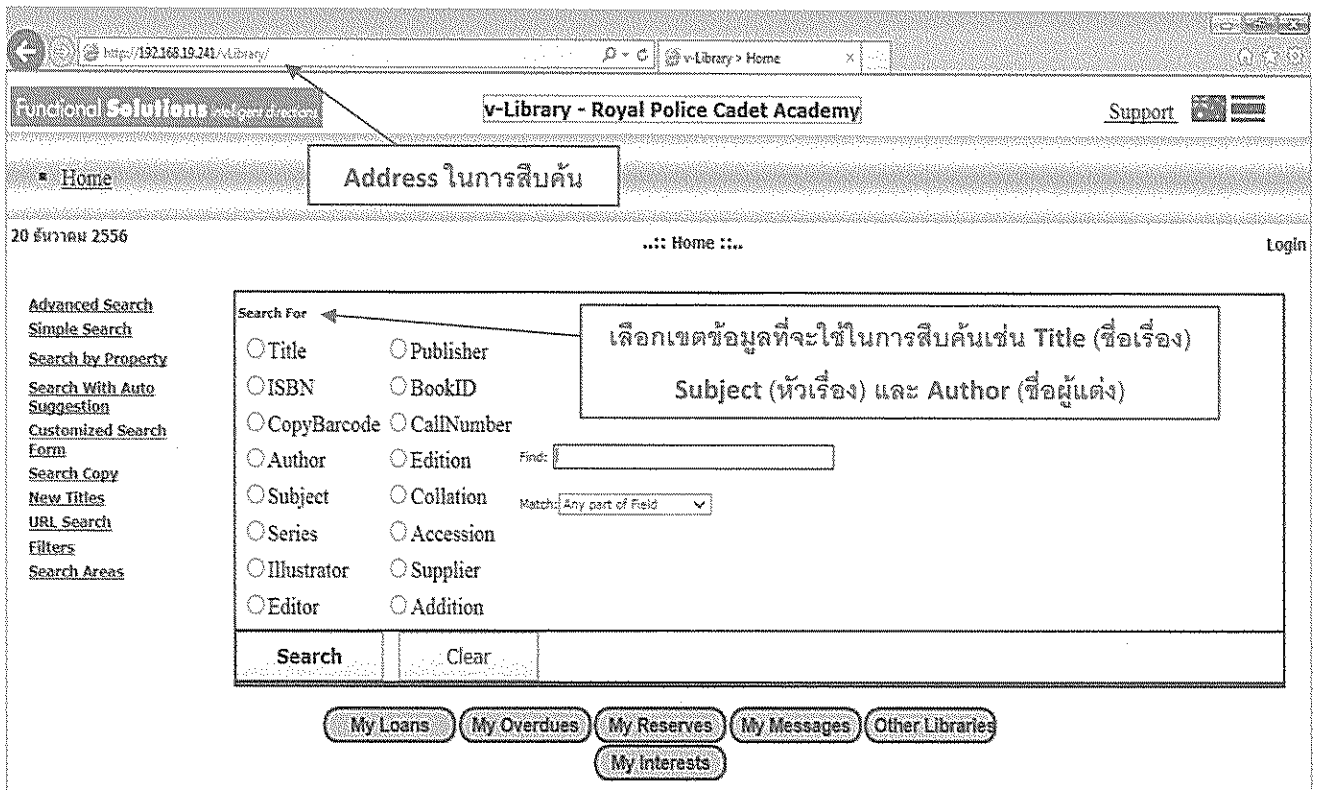 http://192.168.19.241/vLibrary/
v-Library > Home
Functional Solutions
v-Library - Royal Police Cadet Academy
Support
Home
Address ในการสืบค้น
20 ธันวาคม 2556
..:: Home ::..
Login
Advanced Search
Simple Search
Search by Property
Search With Auto
Suggestion
Customized Search
Form
Search Copy
New Titles
URL Search
Filters
Search Areas
Search For
เลือกเขตข้อมูลที่จะใช้ในการสืบค้นเช่น Title (ชื่อเรื่อง)
Subject (หัวเรื่อง) และ Author (ชื่อผู้แต่ง)
Title Publisher
ISBN BookID
CopyBarcode CallNumber
Author Edition
Subject Collation
Series Accession
Illustrator Supplier
Editor Addition
Find:
Match: Any part of Field
Search Clear
My Loans My Overdues My Reserves My Messages Other Libraries
My Interests